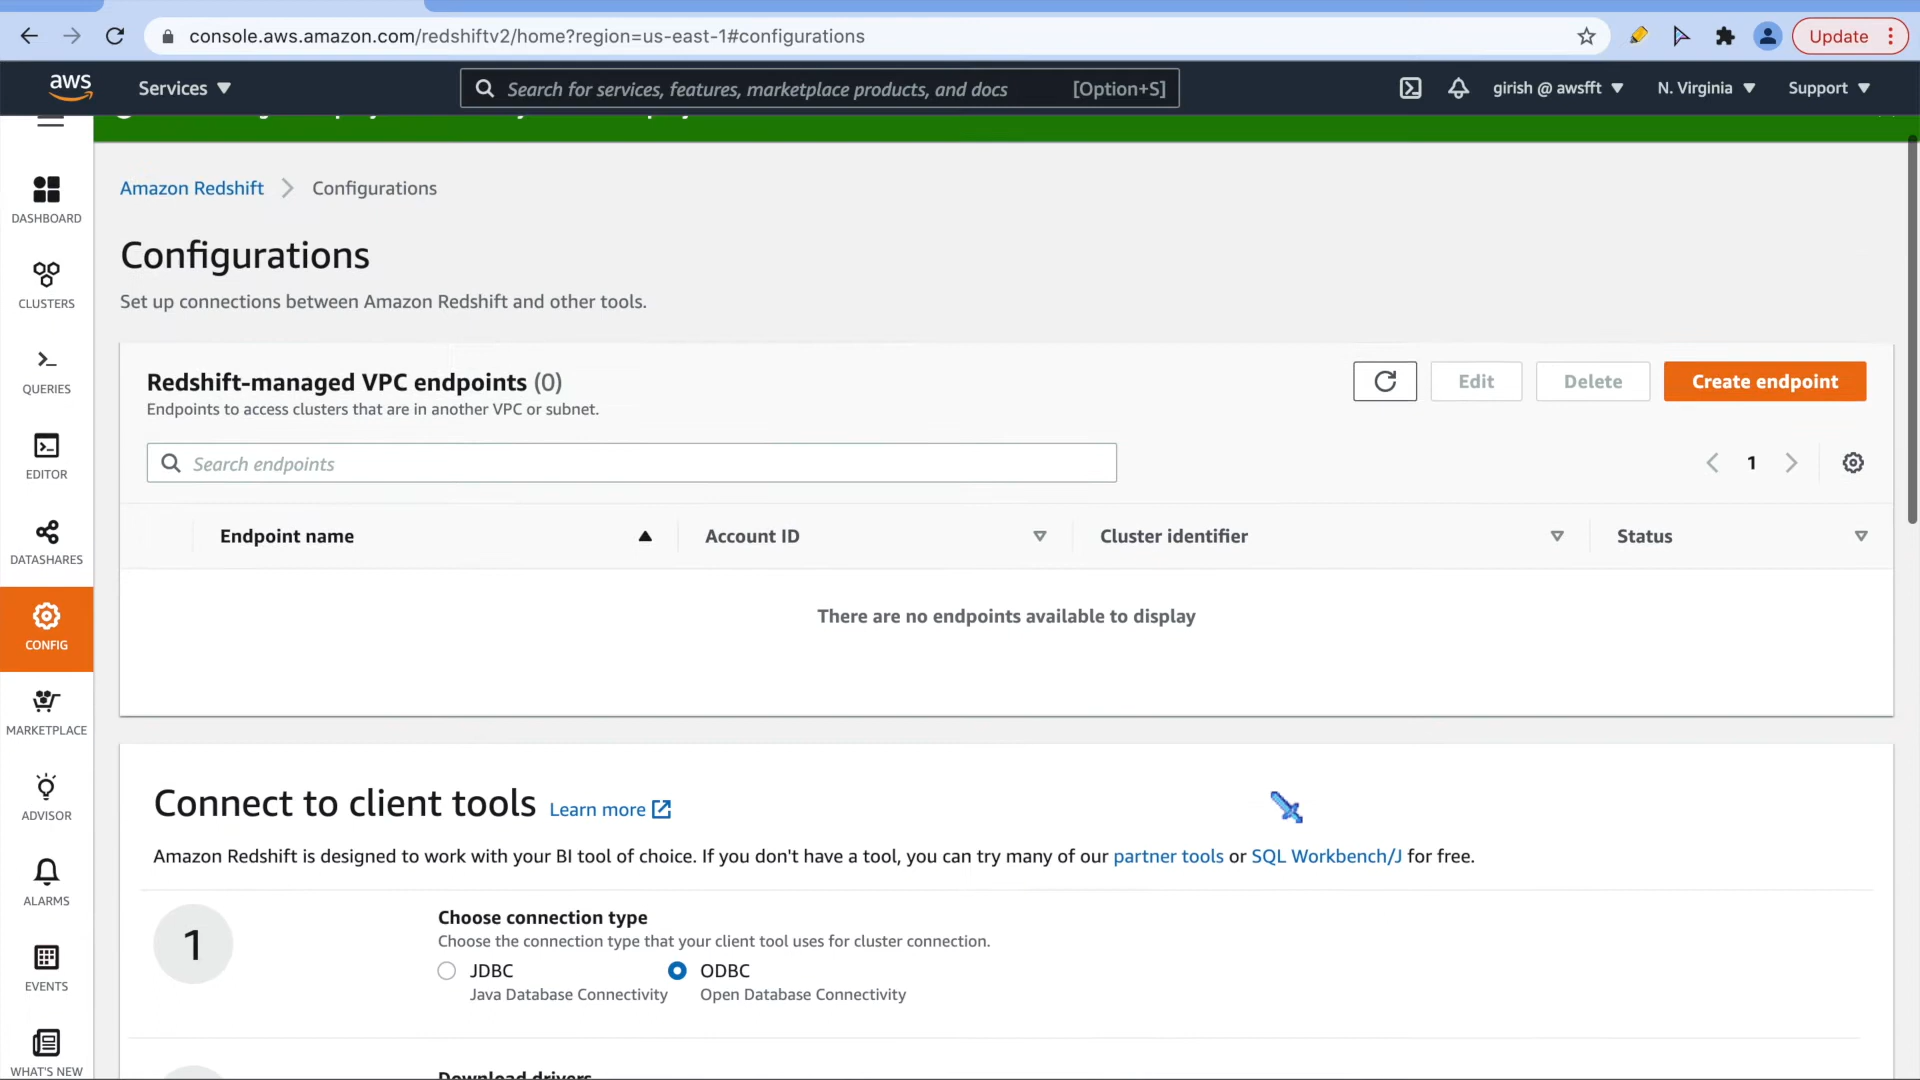 console.aws.amazon.com/redshiftv2/home?region=us-east-1#configurations
Update
aws
Services
Search for services, features, marketplace products, and docs
[Option+S]
girish @ awsfft
N. Virginia
Support
DASHBOARD
CLUSTERS
QUERIES
EDITOR
DATASHARES
CONFIG
MARKETPLACE
ADVISOR
ALARMS
EVENTS
WHAT'S NEW
Amazon Redshift
Configurations
Configurations
Set up connections between Amazon Redshift and other tools.
Redshift-managed VPC endpoints (0)
Endpoints to access clusters that are in another VPC or subnet.
Edit
Delete
Create endpoint
Search endpoints
1
Endpoint name
Account ID
Cluster identifier
Status
There are no endpoints available to display
Connect to client tools Learn more
Amazon Redshift is designed to work with your BI tool of choice. If you don't have a tool, you can try many of our partner tools or SQL Workbench/J for free.
1
Choose connection type
Choose the connection type that your client tool uses for cluster connection.
JDBC
Java Database Connectivity
ODBC
Open Database Connectivity
Download drivers